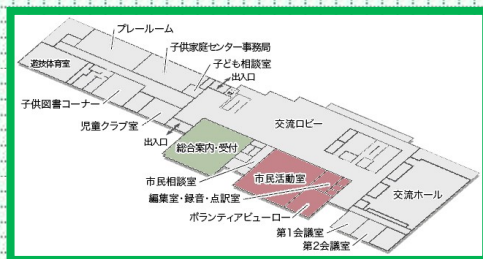 プレールーム
子供家庭センター事務局
子ども相談室
遊技体育室
出入口
子供図書コーナー
児童クラブ室
交流ロビー
出入口
総合案内・受付
市民相談室
市民活動室
編集室・録音・点訳室
交流ホール
ボランティアビューロー
第1会議室
第2会議室